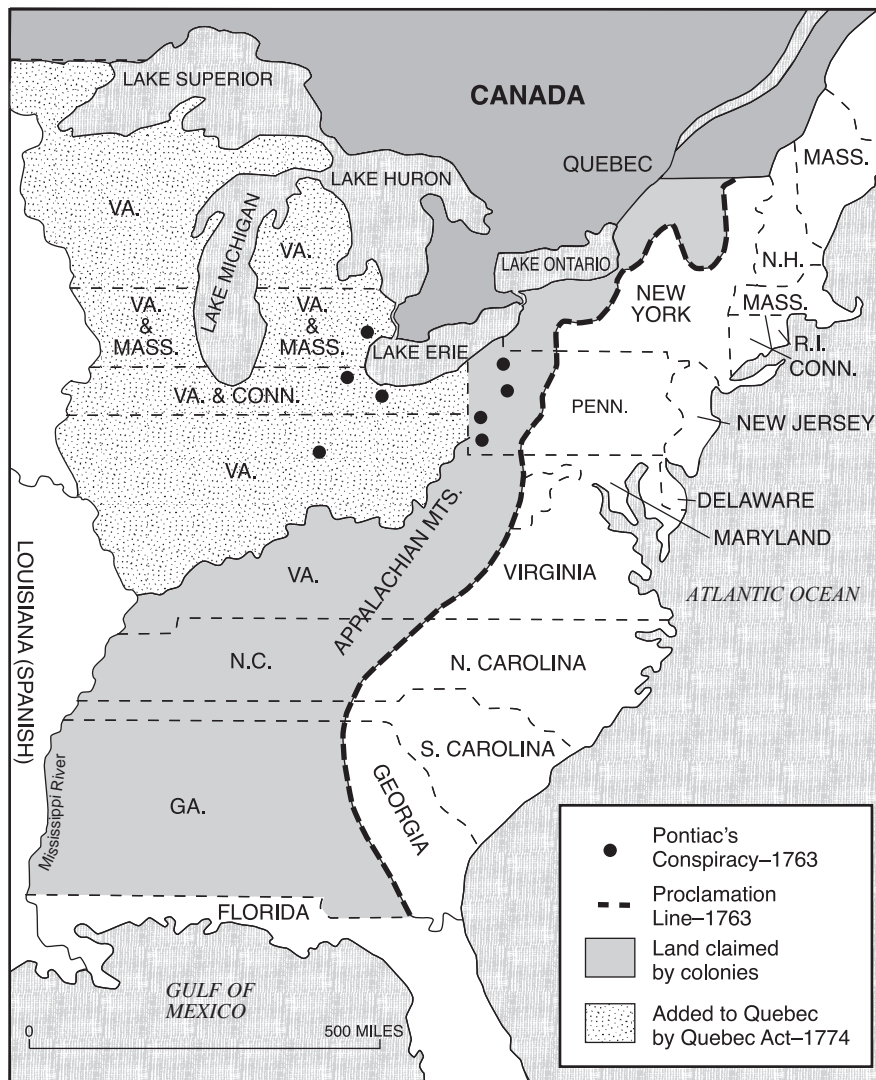 LAKE SUPERIOR
CANADA
QUEBEC
MASS.
LAKE HURON
VA.
LAKE MICHIGAN
VA.
LAKE ONTARIO
N.H.
NEW
YORK
VA.
& MASS.
VA.
&
MASS.
MASS.
R.I.
CONN.
LAKE ERIE
VA. & CONN.
PENN.
NEW JERSEY
VA.
DELAWARE
MARYLAND
APPALACHIAN MTS.
VA.
VIRGINIA
ATLANTIC OCEAN
LOUISIANA (SPANISH)
N.C.
N. CAROLINA
S. CAROLINA
GEORGIA
GA.
Mississippi River
FLORIDA
GULF OF
MEXICO
0
500 MILES
Pontiac's
Conspiracy–1763
Proclamation
Line–1763
Land claimed
by colonies
Added to Quebec
by Quebec Act–1774